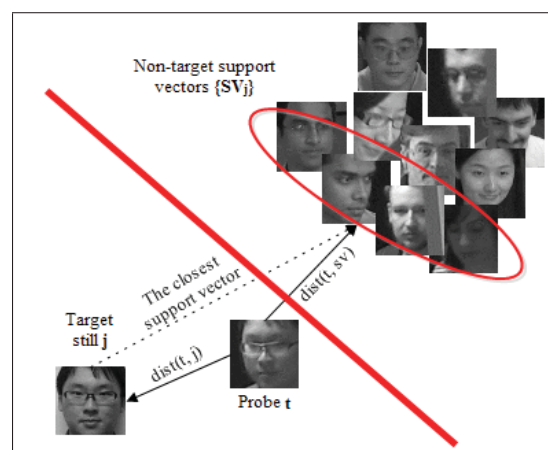 Non-target support
vectors {SVj}
The closest
support vector
dist(t, sv)
Target
still j
dist(t, j)
Probe t